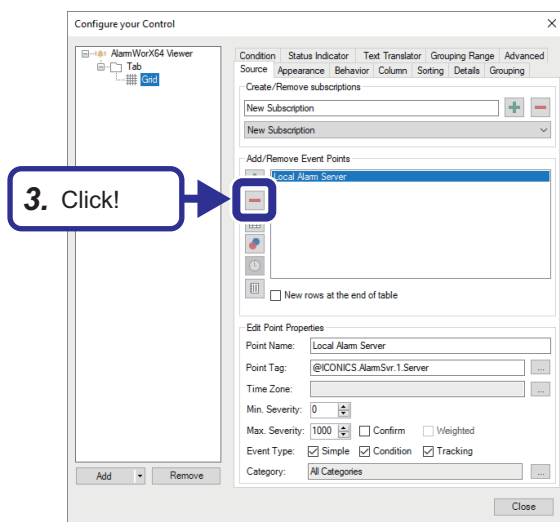 Configure your Control
AlarmWorX64 Viewer
Tab
Grid
Condition Status Indicator Text Translator Grouping Range Advanced
Source Appearance Behavior Column Sorting Details Grouping
Create/Remove subscriptions
New Subscription
New Subscription
Add/Remove Event Points
Local Alarm Server
3. Click!
New rows at the end of table
Edit Point Properties
Point Name: Local Alarm Server
Point Tag: @ICONICS.AlarmSvr.1.Server ...
Time Zone: ...
Min. Severity: 0
Max. Severity: 1000 Confirm Weighted
Event Type: Simple Condition Tracking
Category: All Categories ...
Add Remove
Close